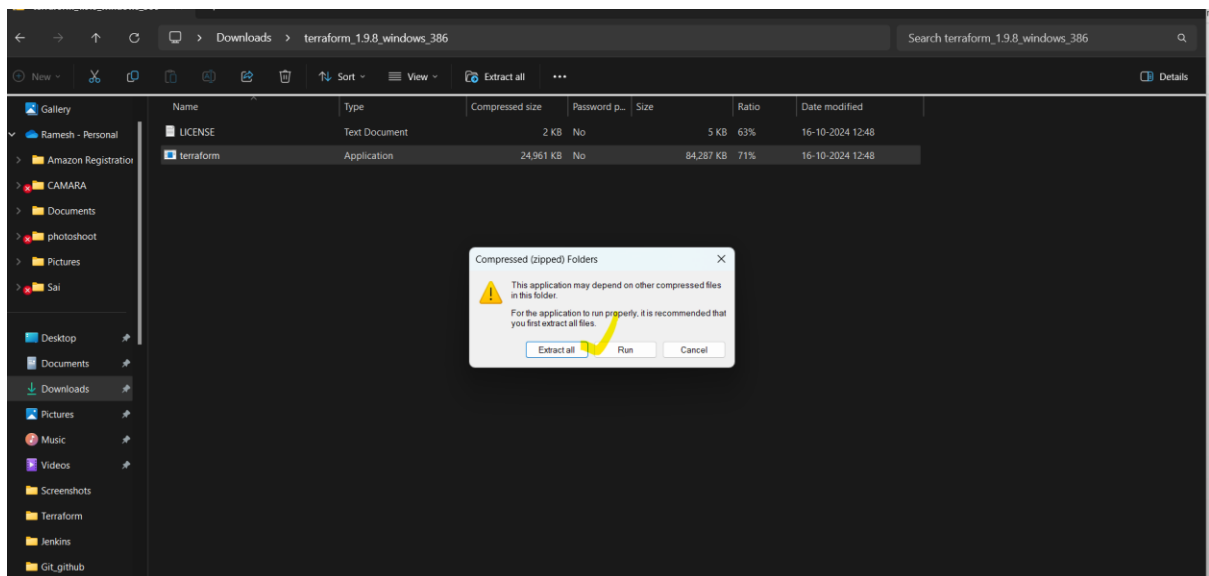 Downloads > terraform_1.9.8_windows_386
Search terraform_1.9.8_windows_386
New
Sort
View
Extract all
Details
Name Type Compressed size Password p... Size Ratio Date modified
LICENSE Text Document 2 KB No 5 KB 63% 16-10-2024 12:48
terraform Application 24,961 KB No 84,287 KB 71% 16-10-2024 12:48
Gallery
Ramesh - Personal
Amazon Registration
CAMARA
Documents
photoshoot
Pictures
Sai
Desktop
Documents
Downloads
Pictures
Music
Videos
Screenshots
Terraform
Jenkins
Git_github
Compressed (zipped) Folders
This application may depend on other compressed files
in this folder.
For the application to run properly, it is recommended that
you first extract all files.
Extract all Run Cancel